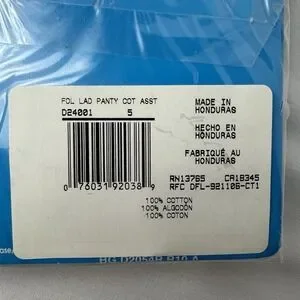 FOL LAD PANTY COT ASST
D24001 5
MADE IN
HONDURAS
HECHO EN
HONDURAS
FABRIQUÉ AU
HONDURAS
0 76031 92038 9
RN13765 CA18345
RFC DFL-921106-CT1
100% COTTON
100% ALGODÓN
100% COTON